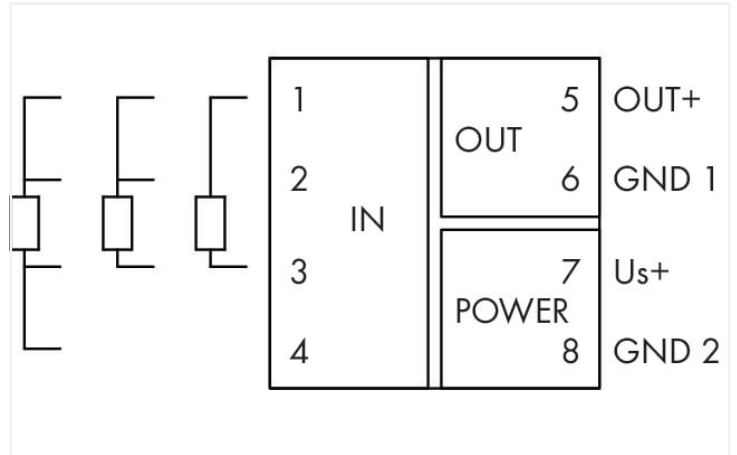 1 5 OUT+
OUT
2 6 GND 1
IN
3 7 Us+
POWER
4 8 GND 2